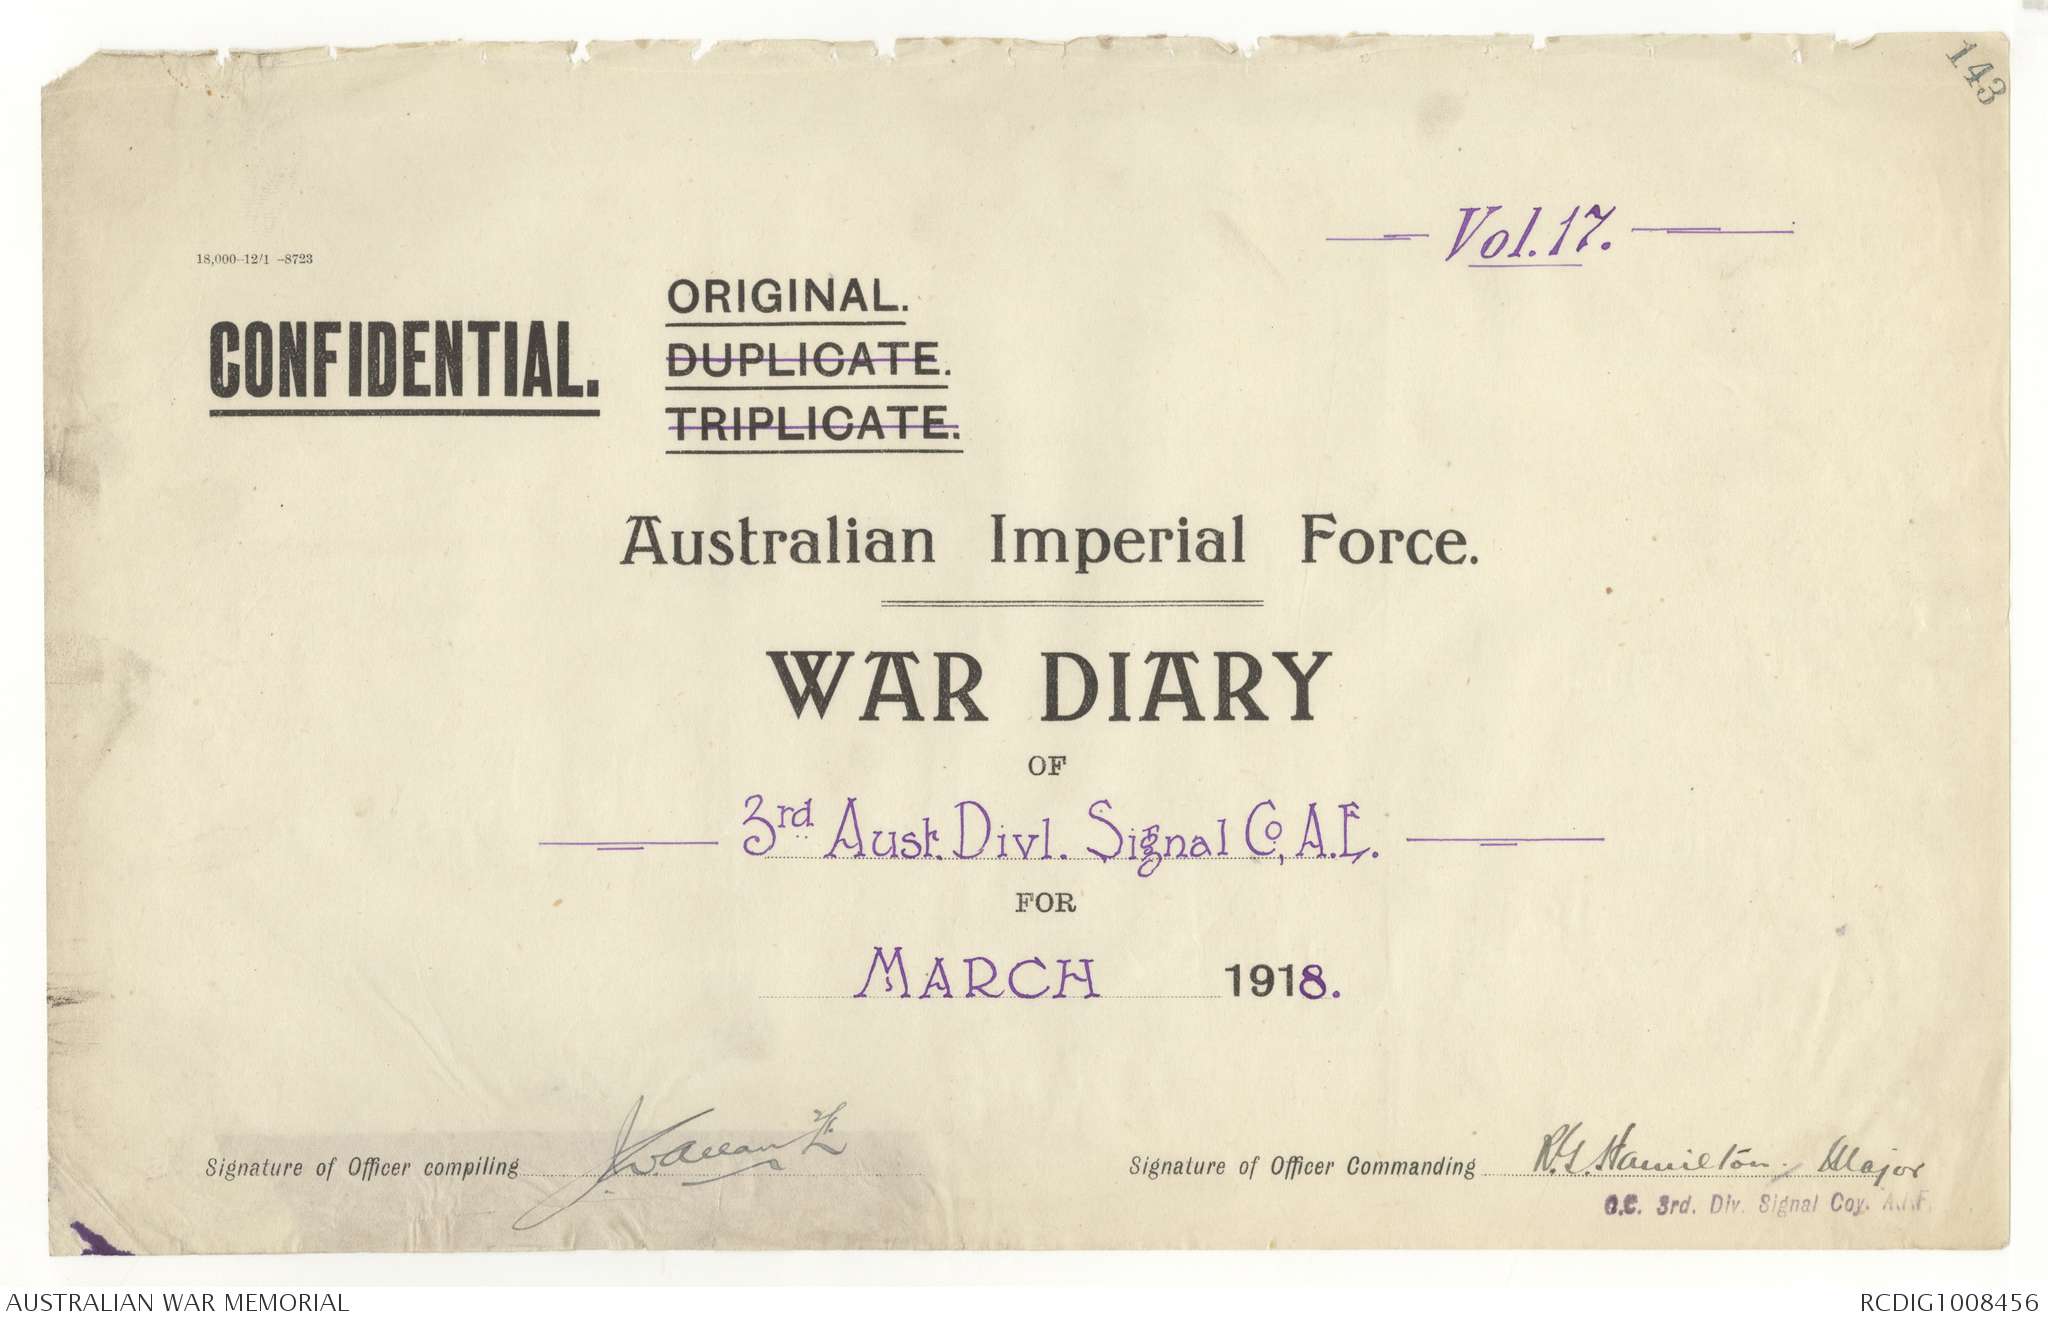 143
Vol. 17.
18,000-12/1 -8723
CONFIDENTIAL.
ORIGINAL.
DUPLICATE.
TRIPLICATE.
Australian Imperial Force.
WAR DIARY
OF
3rd Aust. Divl. Signal Co, A.E.
FOR
MARCH 1918.
Signature of Officer compiling
Signature of Officer Commanding R.G. Hamilton. Major
O.C. 3rd. Div. Signal Coy. A.I.F.
AUSTRALIAN WAR MEMORIAL
RCDIG1008456